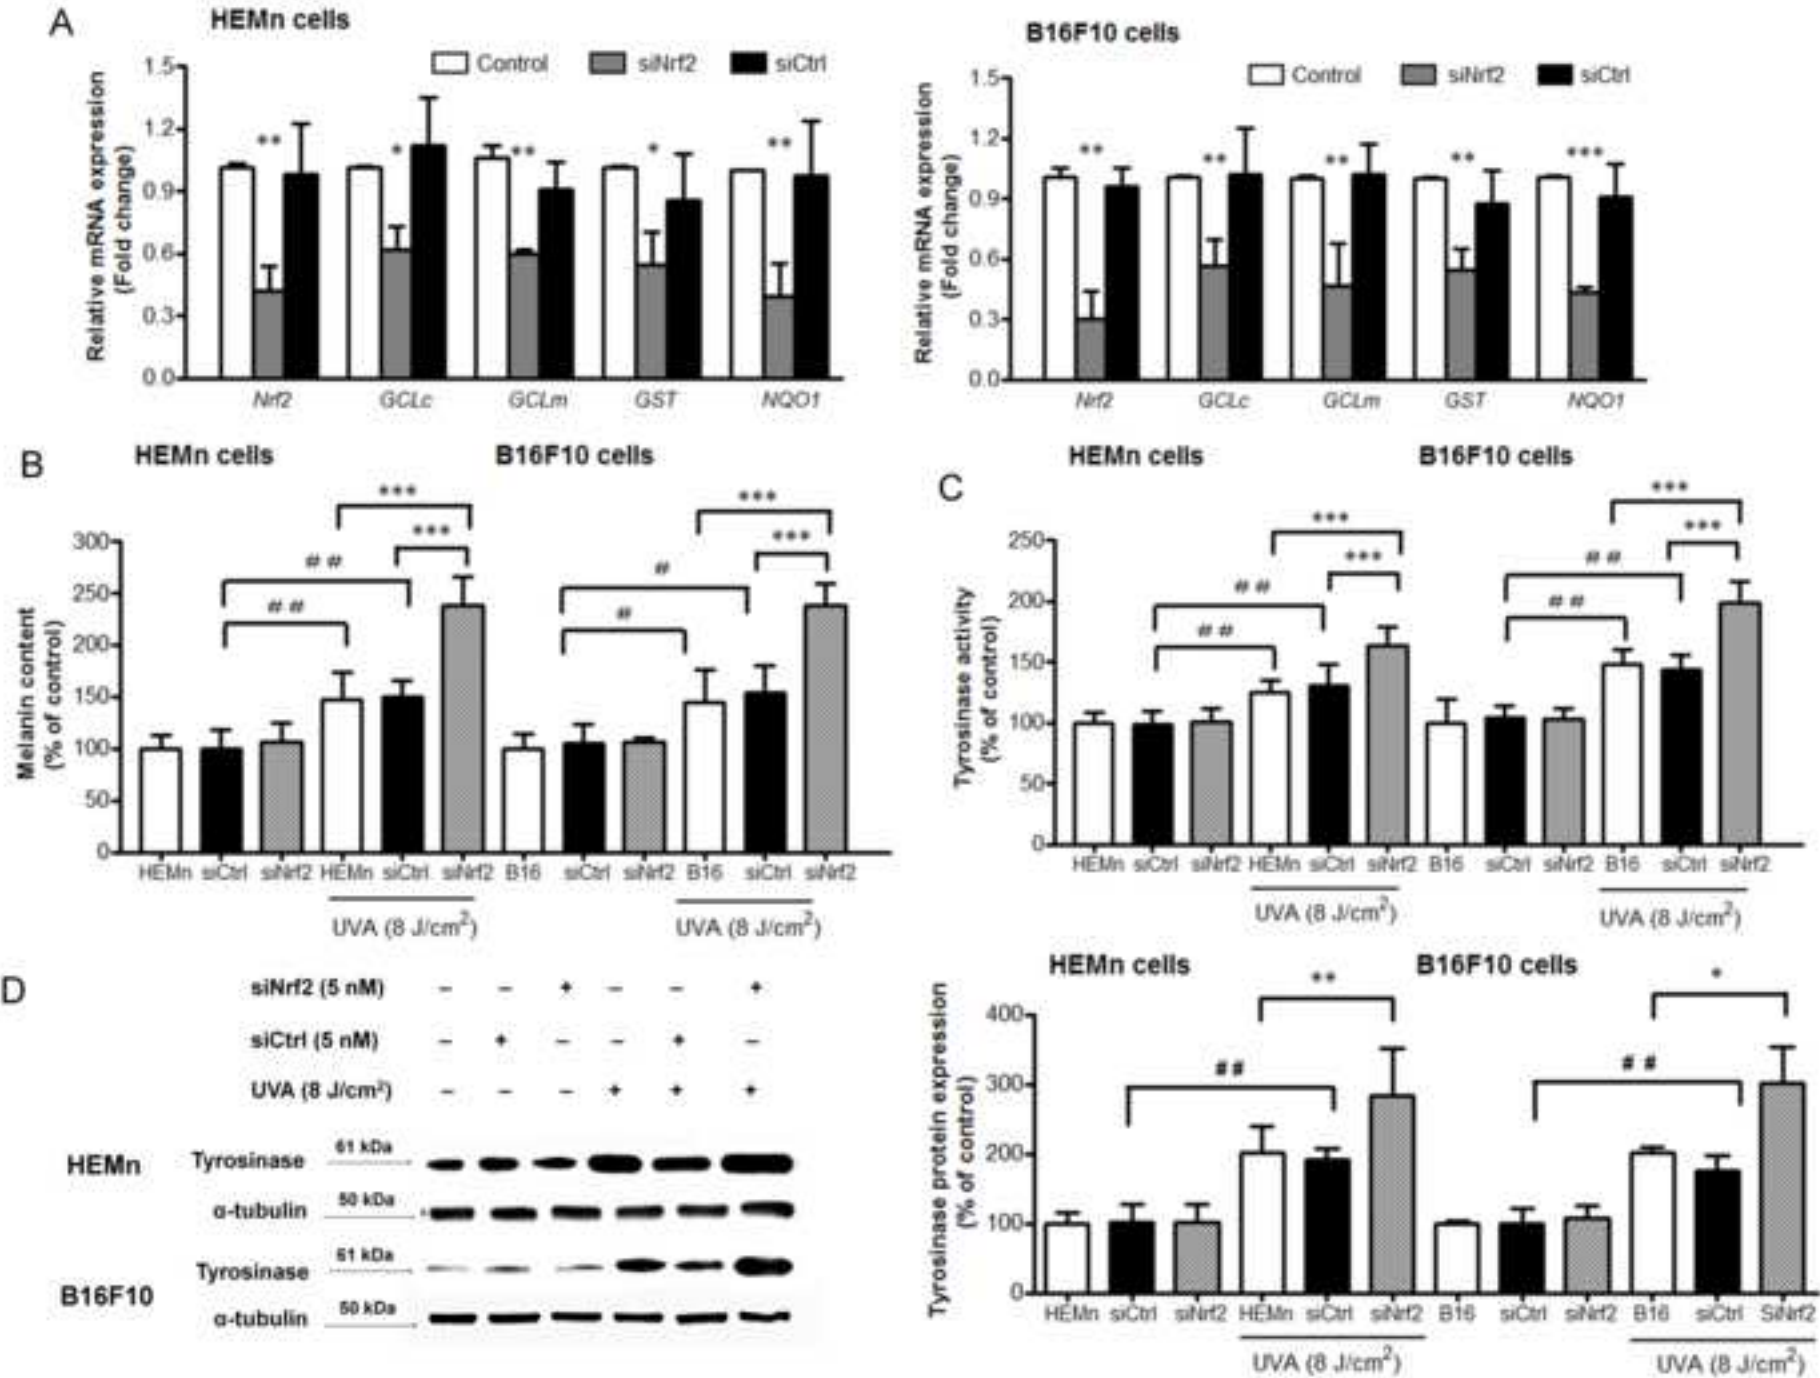 A
HEMn cells
Control siNrf2 siCtrl
Relative mRNA expression
(Fold change)
1.5
1.2
0.9
0.6
0.3
0.0
** * ** * **
Nrf2 GCLc GCLm GST NQO1
B16F10 cells
Control siNrf2 siCtrl
Relative mRNA expression
(Fold change)
1.5
1.2
0.9
0.6
0.3
0.0
** ** ** ** ***
Nrf2 GCLc GCLm GST NQO1
B
HEMn cells B16F10 cells
Melanin content
(% of control)
300
250
200
150
100
50
0
*** ***
*** ***
# # #
# # #
HEMn siCtrl siNrf2 HEMn siCtrl siNrf2 B16 siCtrl siNrf2 B16 siCtrl siNrf2
UVA (8 J/cm2) UVA (8 J/cm2)
C
HEMn cells B16F10 cells
Tyrosinase activity
(% of control)
250
200
150
100
50
0
*** ***
*** ***
# # # #
# # # #
HEMn siCtrl siNrf2 HEMn siCtrl siNrf2 B16 siCtrl siNrf2 B16 siCtrl siNrf2
UVA (8 J/cm2) UVA (8 J/cm2)
D
siNrf2 (5 nM) – – + – – +
siCtrl (5 nM) – + – – + –
UVA (8 J/cm²) – – – + + +
HEMn
Tyrosinase 61 kDa
α-tubulin 50 kDa
B16F10
Tyrosinase 61 kDa
α-tubulin 50 kDa
HEMn cells B16F10 cells
Tyrosinase protein expression
(% of control)
400
300
200
100
0
** *
## # #
HEMn siCtrl siNrf2 HEMn siCtrl siNrf2 B16 siCtrl siNrf2 B16 siCtrl SiNrf2
UVA (8 J/cm2) UVA (8 J/cm2)